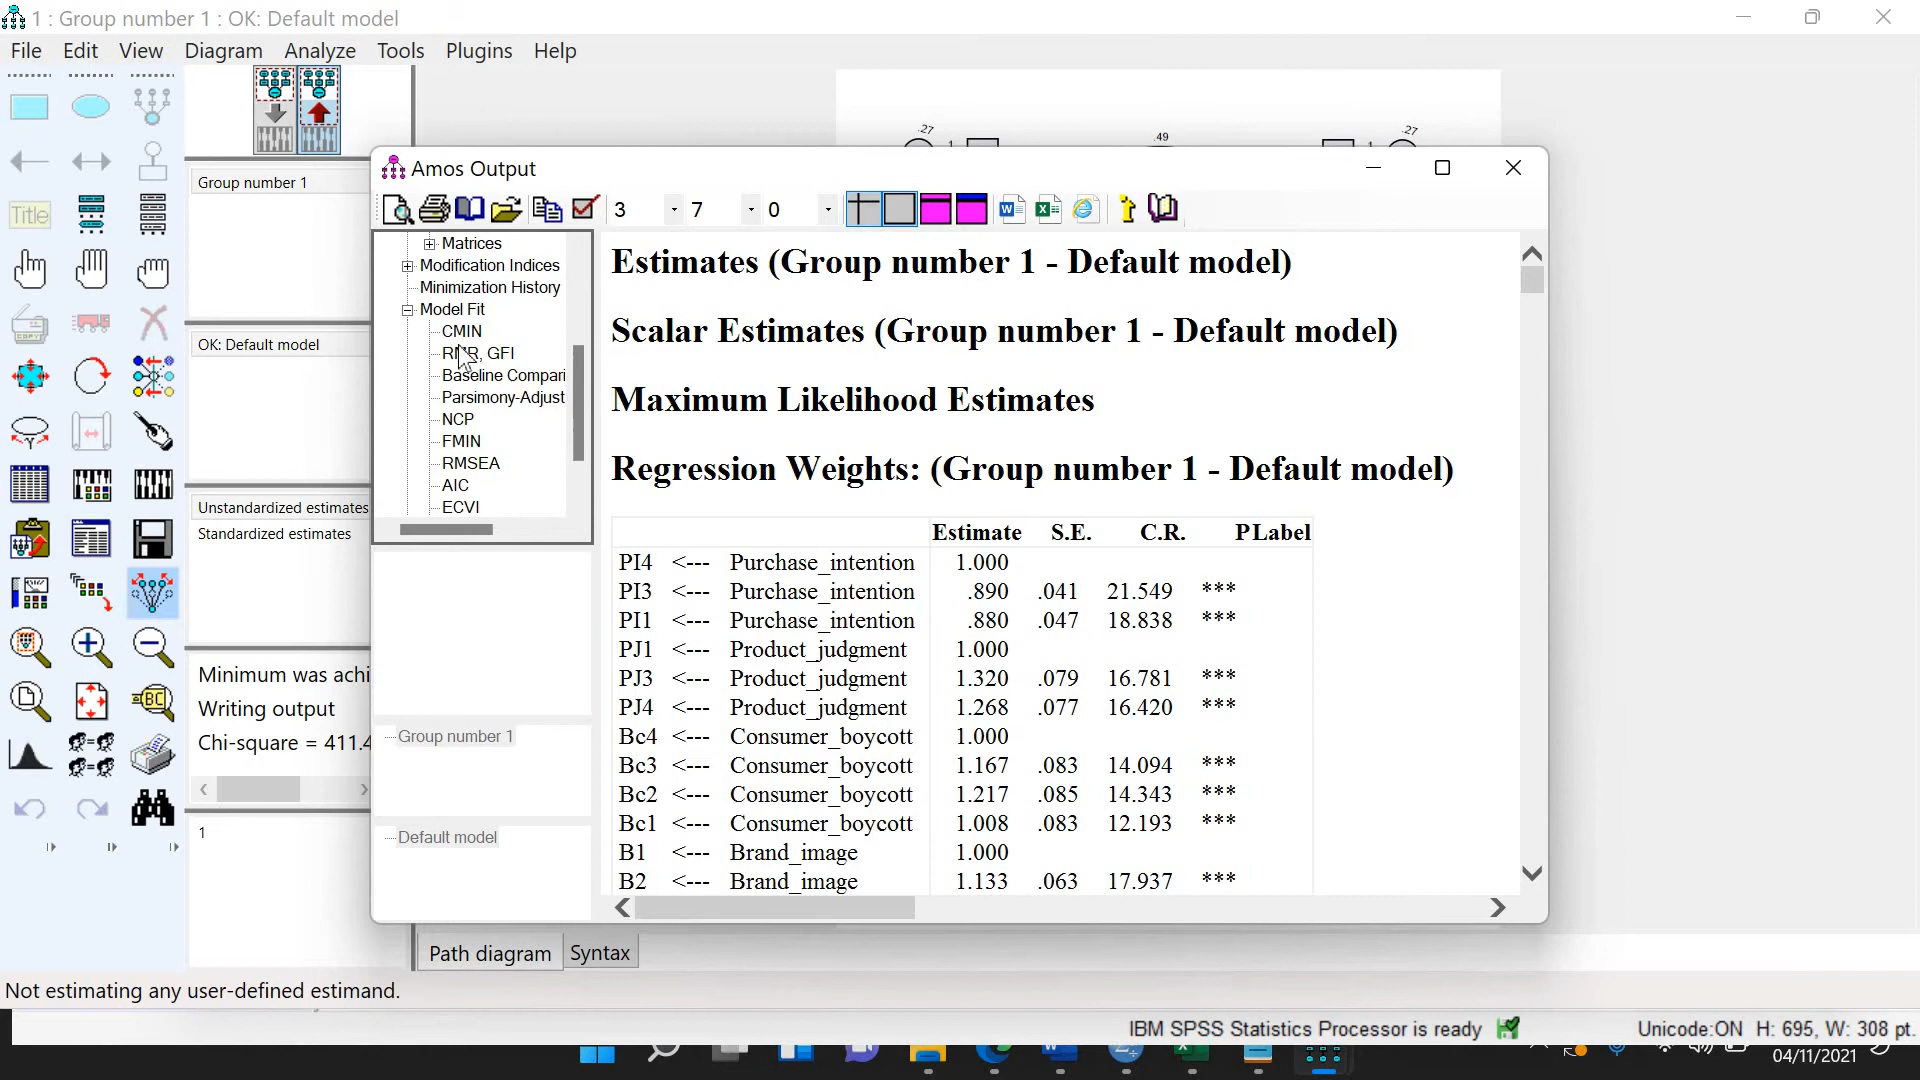 1 : Group number 1 : OK: Default model
File Edit View Diagram Analyze Tools Plugins Help
Title
COPY
BC
Group number 1
OK: Default model
Unstandardized estimates
Standardized estimates
Minimum was achi
Writing output
Chi-square = 411.4
1
.27
1
.49
1
.27
Amos Output
3 7 0
Matrices
Modification Indices
Minimization History
Model Fit
CMIN
RMR, GFI
Baseline Compari
Parsimony-Adjust
NCP
FMIN
RMSEA
AIC
ECVI
Group number 1
Default model
Estimates (Group number 1 - Default model)
Scalar Estimates (Group number 1 - Default model)
Maximum Likelihood Estimates
Regression Weights: (Group number 1 - Default model)
Estimate S.E. C.R. P Label
PI4 <--- Purchase_intention 1.000
PI3 <--- Purchase_intention .890 .041 21.549 ***
PI1 <--- Purchase_intention .880 .047 18.838 ***
PJ1 <--- Product_judgment 1.000
PJ3 <--- Product_judgment 1.320 .079 16.781 ***
PJ4 <--- Product_judgment 1.268 .077 16.420 ***
Bc4 <--- Consumer_boycott 1.000
Bc3 <--- Consumer_boycott 1.167 .083 14.094 ***
Bc2 <--- Consumer_boycott 1.217 .085 14.343 ***
Bc1 <--- Consumer_boycott 1.008 .083 12.193 ***
B1 <--- Brand_image 1.000
B2 <--- Brand_image 1.133 .063 17.937 ***
Path diagram Syntax
Not estimating any user-defined estimand.
IBM SPSS Statistics Processor is ready Unicode:ON H: 695, W: 308 pt.
04/11/2021